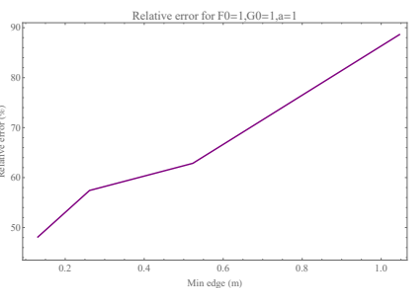 Relative error for F0=1,G0=1,a=1
90
80
70
60
50
Relative error (%)
0.2 0.4 0.6 0.8 1.0
Min edge (m)